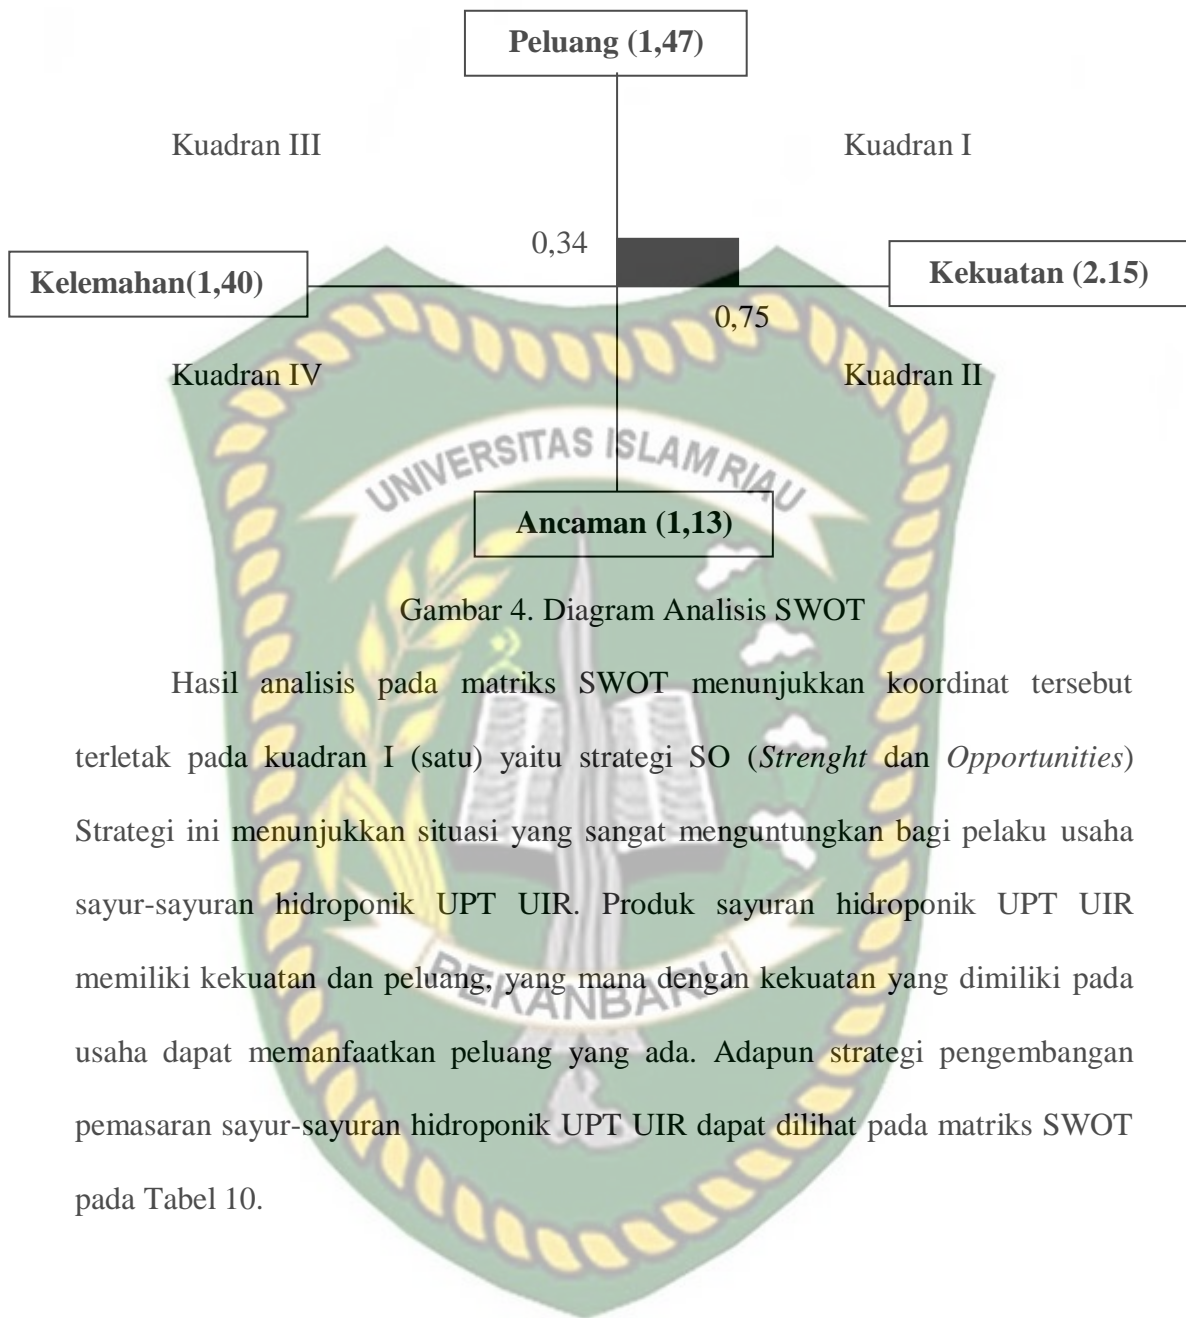 Peluang (1,47)
Kuadran III
Kuadran I
0,34
Kelemahan(1,40)
Kekuatan (2.15)
0,75
Kuadran IV
Kuadran II
UNIVERSITAS ISLAM RIAU
Ancaman (1,13)
Gambar 4. Diagram Analisis SWOT
Hasil analisis pada matriks SWOT menunjukkan koordinat tersebut
terletak pada kuadran I (satu) yaitu strategi SO (Strenght dan Opportunities)
Strategi ini menunjukkan situasi yang sangat menguntungkan bagi pelaku usaha
sayur-sayuran hidroponik UPT UIR. Produk sayuran hidroponik UPT UIR
memiliki kekuatan dan peluang, yang mana dengan kekuatan yang dimiliki pada
PEKANBARU
usaha dapat memanfaatkan peluang yang ada. Adapun strategi pengembangan
pemasaran sayur-sayuran hidroponik UPT UIR dapat dilihat pada matriks SWOT
pada Tabel 10.